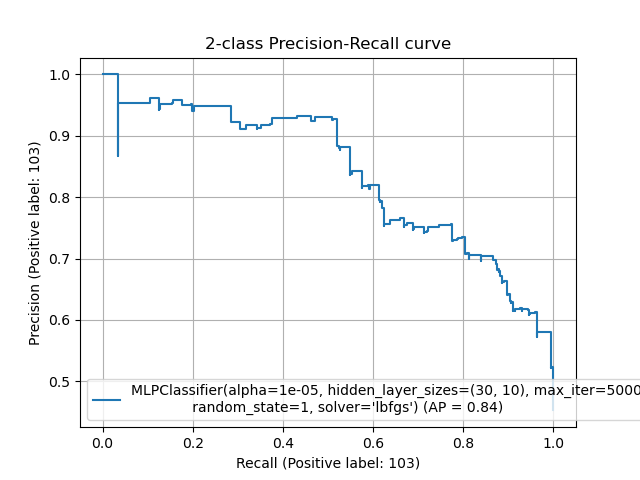 2-class Precision-Recall curve
1.0
0.9
0.8
0.7
0.6
0.5
Precision (Positive label: 103)
MLPClassifier(alpha=1e-05, hidden_layer_sizes=(30, 10), max_iter=5000
random_state=1, solver='lbfgs') (AP = 0.84)
0.0 0.2 0.4 0.6 0.8 1.0
Recall (Positive label: 103)